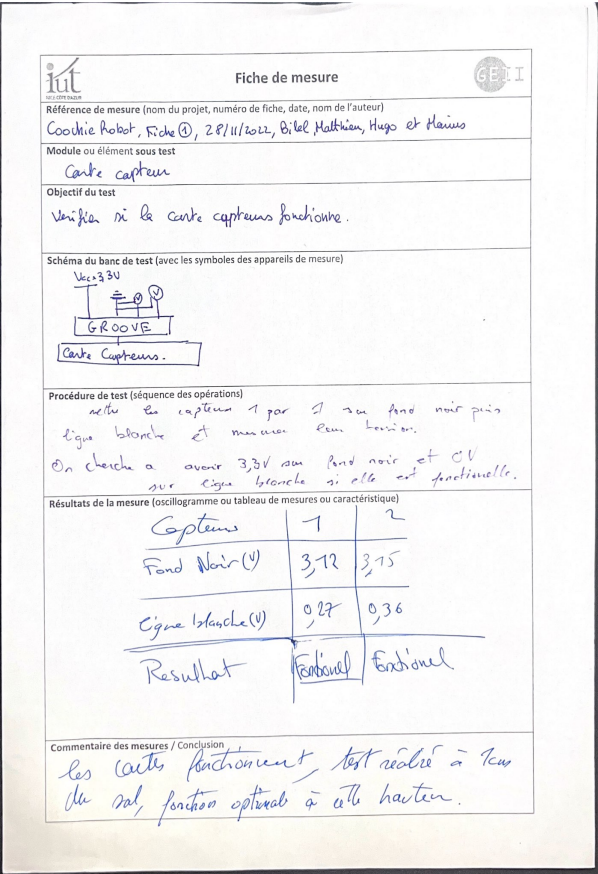 iut
NICE CÔTE D'AZUR
Fiche de mesure
GEII
Référence de mesure (nom du projet, numéro de fiche, date, nom de l'auteur)
Coockie Robot, Fiche 1, 28/11/2022, Bilel, Matthieu, Hugo et Marius
Module ou élément sous test
Carte capteur
Objectif du test
Verifier si la carte capteurs fonctionne.
Schéma du banc de test (avec les symboles des appareils de mesure)
Vcc=3,3V
V V
GROOVE
Carte Capteurs.
Procédure de test (séquence des opérations)
mettre les capteurs 1 par 1 sur fond noir puis
ligne blanche et mesurer leur tension.
On cherche a avoir 3,3V sur fond noir et 0V
sur ligne blanche si elle est fonctionelle.
Résultats de la mesure (oscillogramme ou tableau de mesures ou caractéristique)
Capteurs 1 2
Fond Noir (V) 3,12 3,15
Ligne blanche (V) 0,27 0,36
Resultat Fonctionel Fonctionel
Commentaire des mesures / Conclusion
les cartes fonctionnent, test réalisé à 1cm
du sol, fonction optimale à cette hauteur.